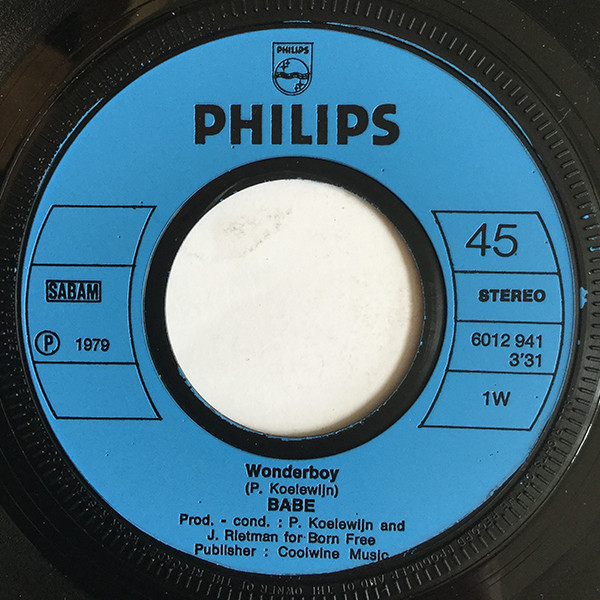 PHILIPS
PHILIPS
45
SABAM
STEREO
P 1979
6012 941
3'31
1W
Wonderboy
(P. Koelewijn)
BABE
Prod. - cond. : P. Koelewijn and
J. Rietman for Born Free
Publisher : Coolwine Music